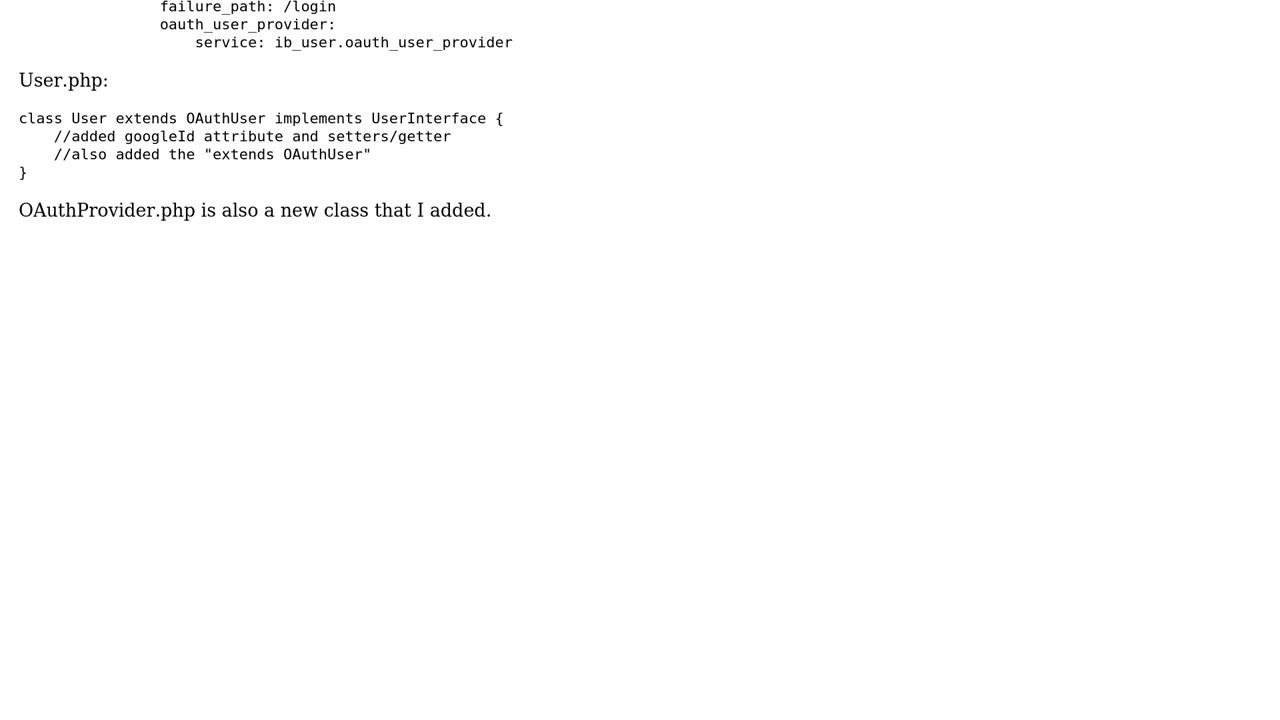 failure_path: /login
oauth_user_provider:
service: ib_user.oauth_user_provider
User.php:
class User extends OAuthUser implements UserInterface {
//added googleId attribute and setters/getter
//also added the "extends OAuthUser"
}
OAuthProvider.php is also a new class that I added.